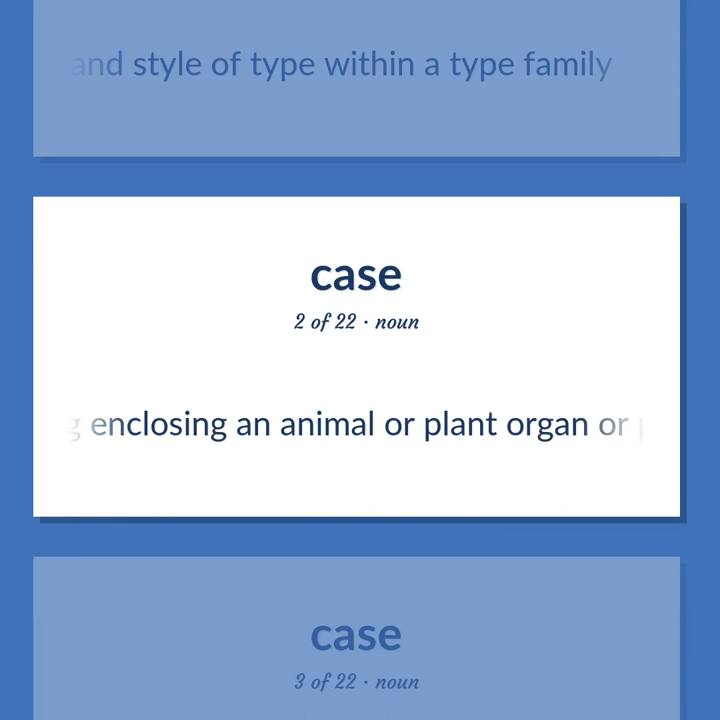 and style of type within a type family
case
2 of 22 · noun
g enclosing an animal or plant organ or
case
3 of 22 · noun